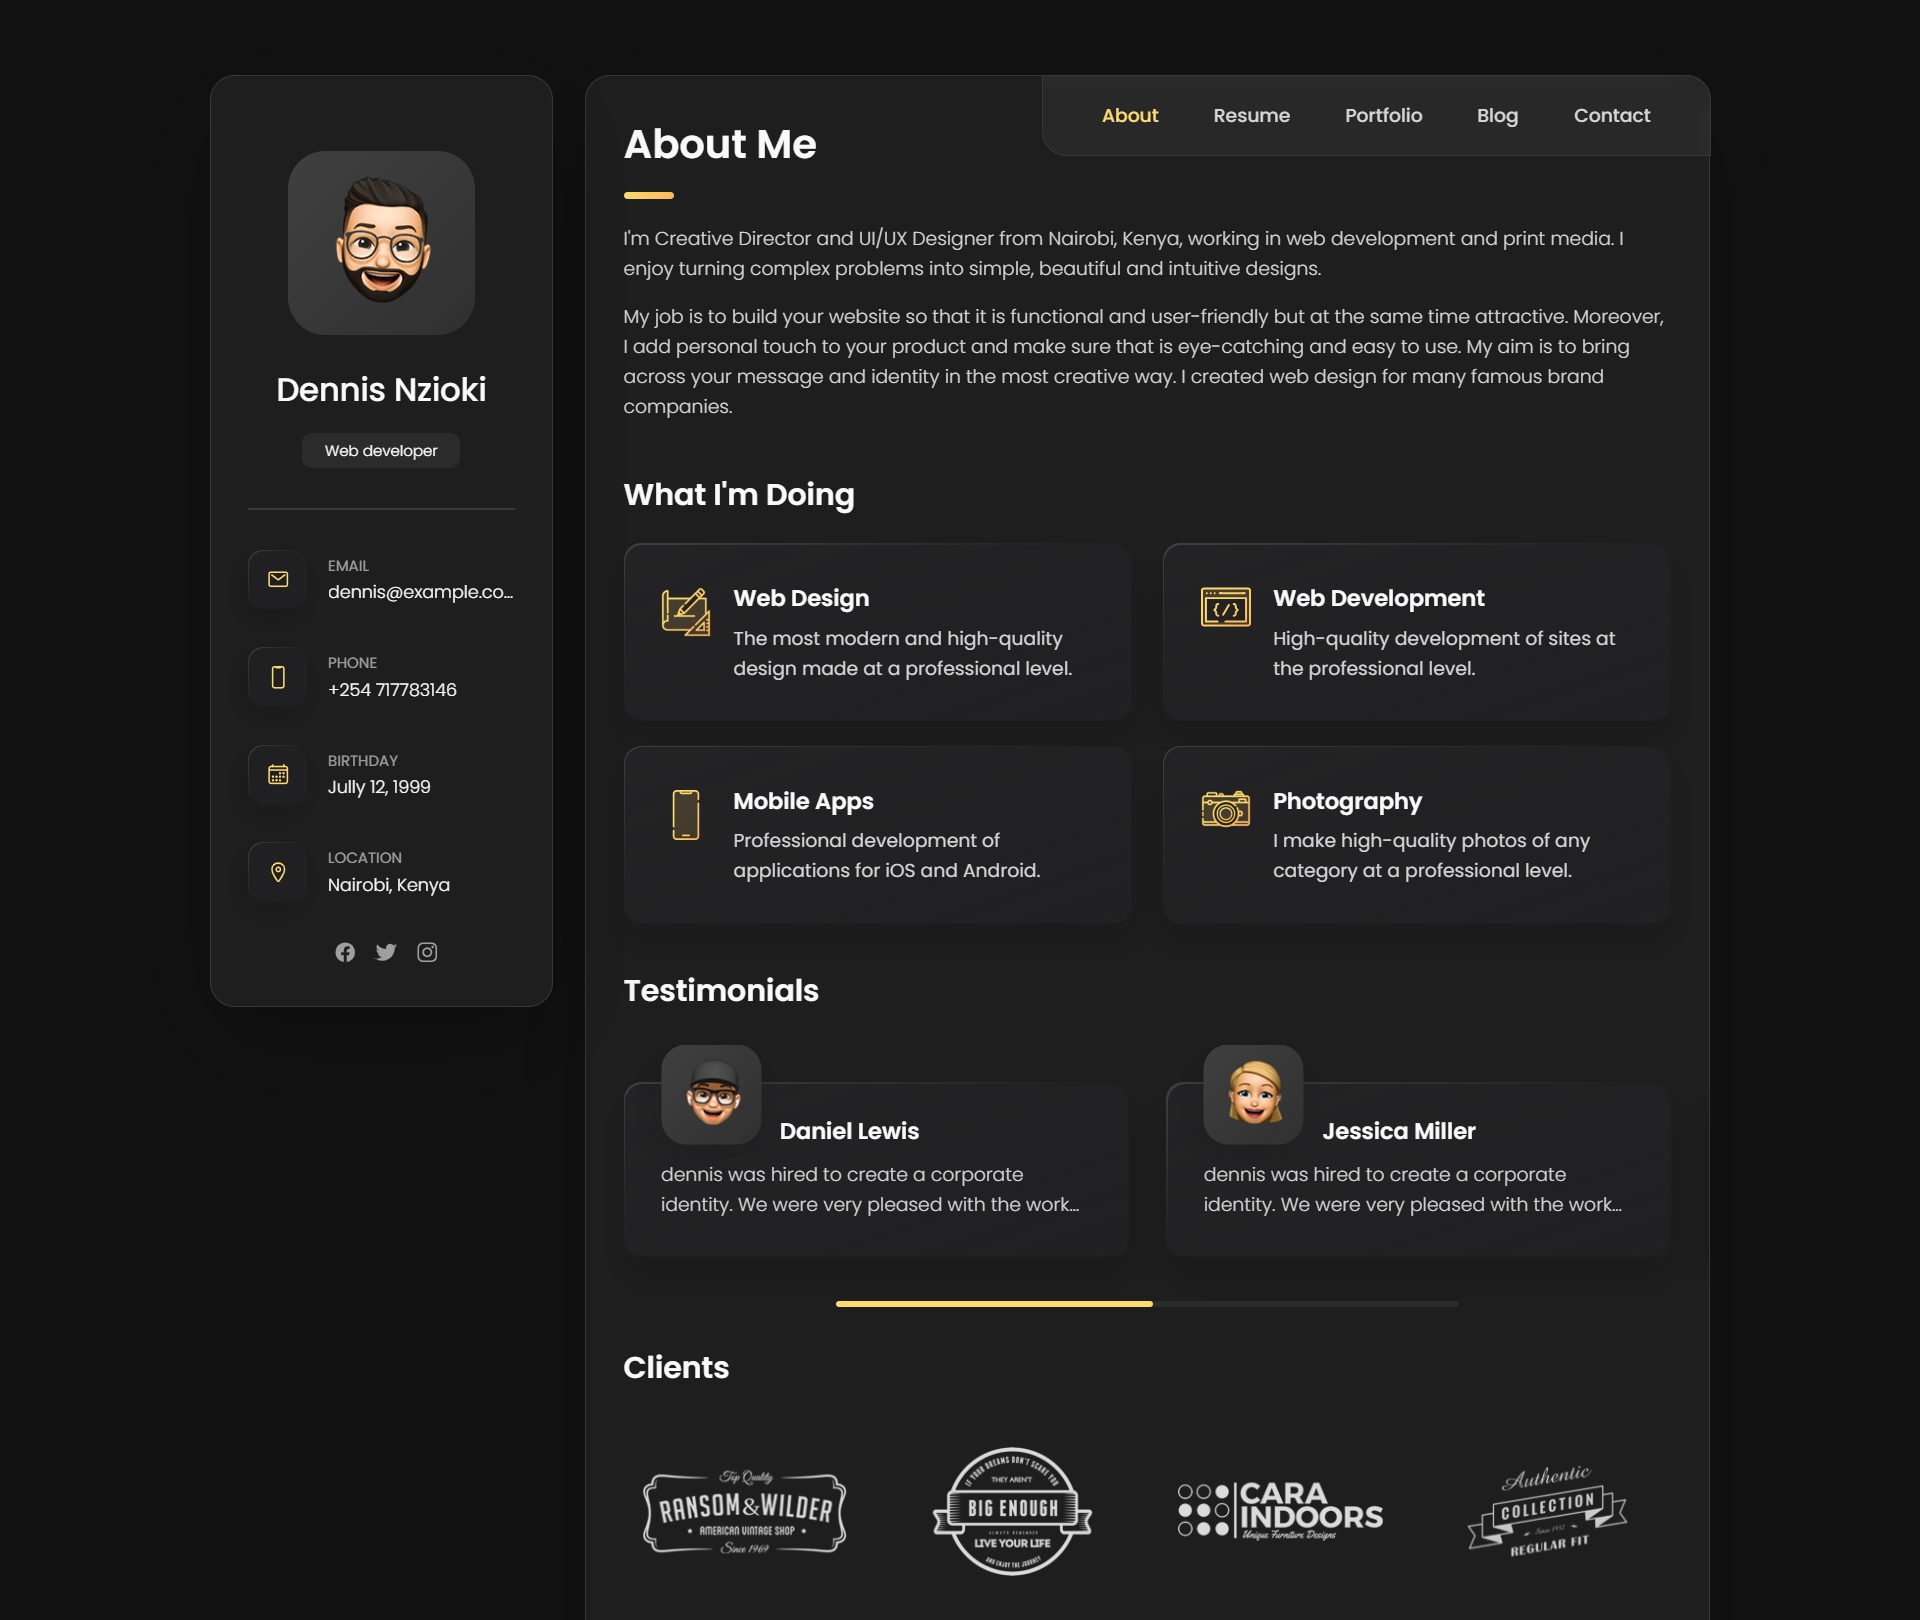 Dennis Nzioki
Web developer
EMAIL
dennis@example.co...
PHONE
+254 717783146
BIRTHDAY
Jully 12, 1999
LOCATION
Nairobi, Kenya
About
Resume
Portfolio
Blog
Contact
About Me
I'm Creative Director and UI/UX Designer from Nairobi, Kenya, working in web development and print media. I
enjoy turning complex problems into simple, beautiful and intuitive designs.
My job is to build your website so that it is functional and user-friendly but at the same time attractive. Moreover,
I add personal touch to your product and make sure that is eye-catching and easy to use. My aim is to bring
across your message and identity in the most creative way. I created web design for many famous brand
companies.
What I'm Doing
Web Design
The most modern and high-quality
design made at a professional level.
Web Development
High-quality development of sites at
the professional level.
Mobile Apps
Professional development of
applications for iOS and Android.
Photography
I make high-quality photos of any
category at a professional level.
Testimonials
Daniel Lewis
dennis was hired to create a corporate
identity. We were very pleased with the work...
Jessica Miller
dennis was hired to create a corporate
identity. We were very pleased with the work...
Clients
Top Quality
RANSOM & WILDER
AMERICAN VINTAGE SHOP
Since 1969
IF YOUR DREAMS DON'T SCARE YOU
THEY AREN'T
BIG ENOUGH
ALWAYS REMEMBER
LIVE YOUR LIFE
AND ENJOY THE JOURNEY
CARA
INDOORS
Unique Furniture Designs
Authentic
COLLECTION
Since 1932
REGULAR FIT